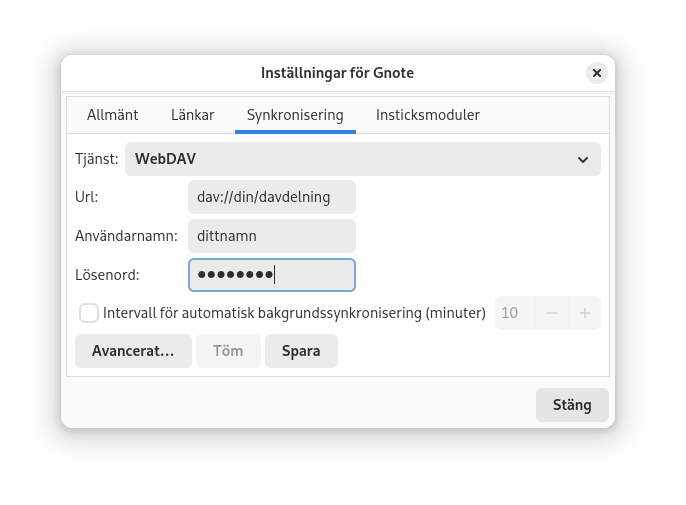 Inställningar för Gnote
Allmänt Länkar Synkronisering Insticksmoduler
Tjänst: WebDAV
Url: dav://din/davdelning
Användarnamn: dittnamn
Lösenord: ●●●●●●●●
Intervall för automatisk bakgrundssynkronisering (minuter) 10
Avancerat… Töm Spara
Stäng